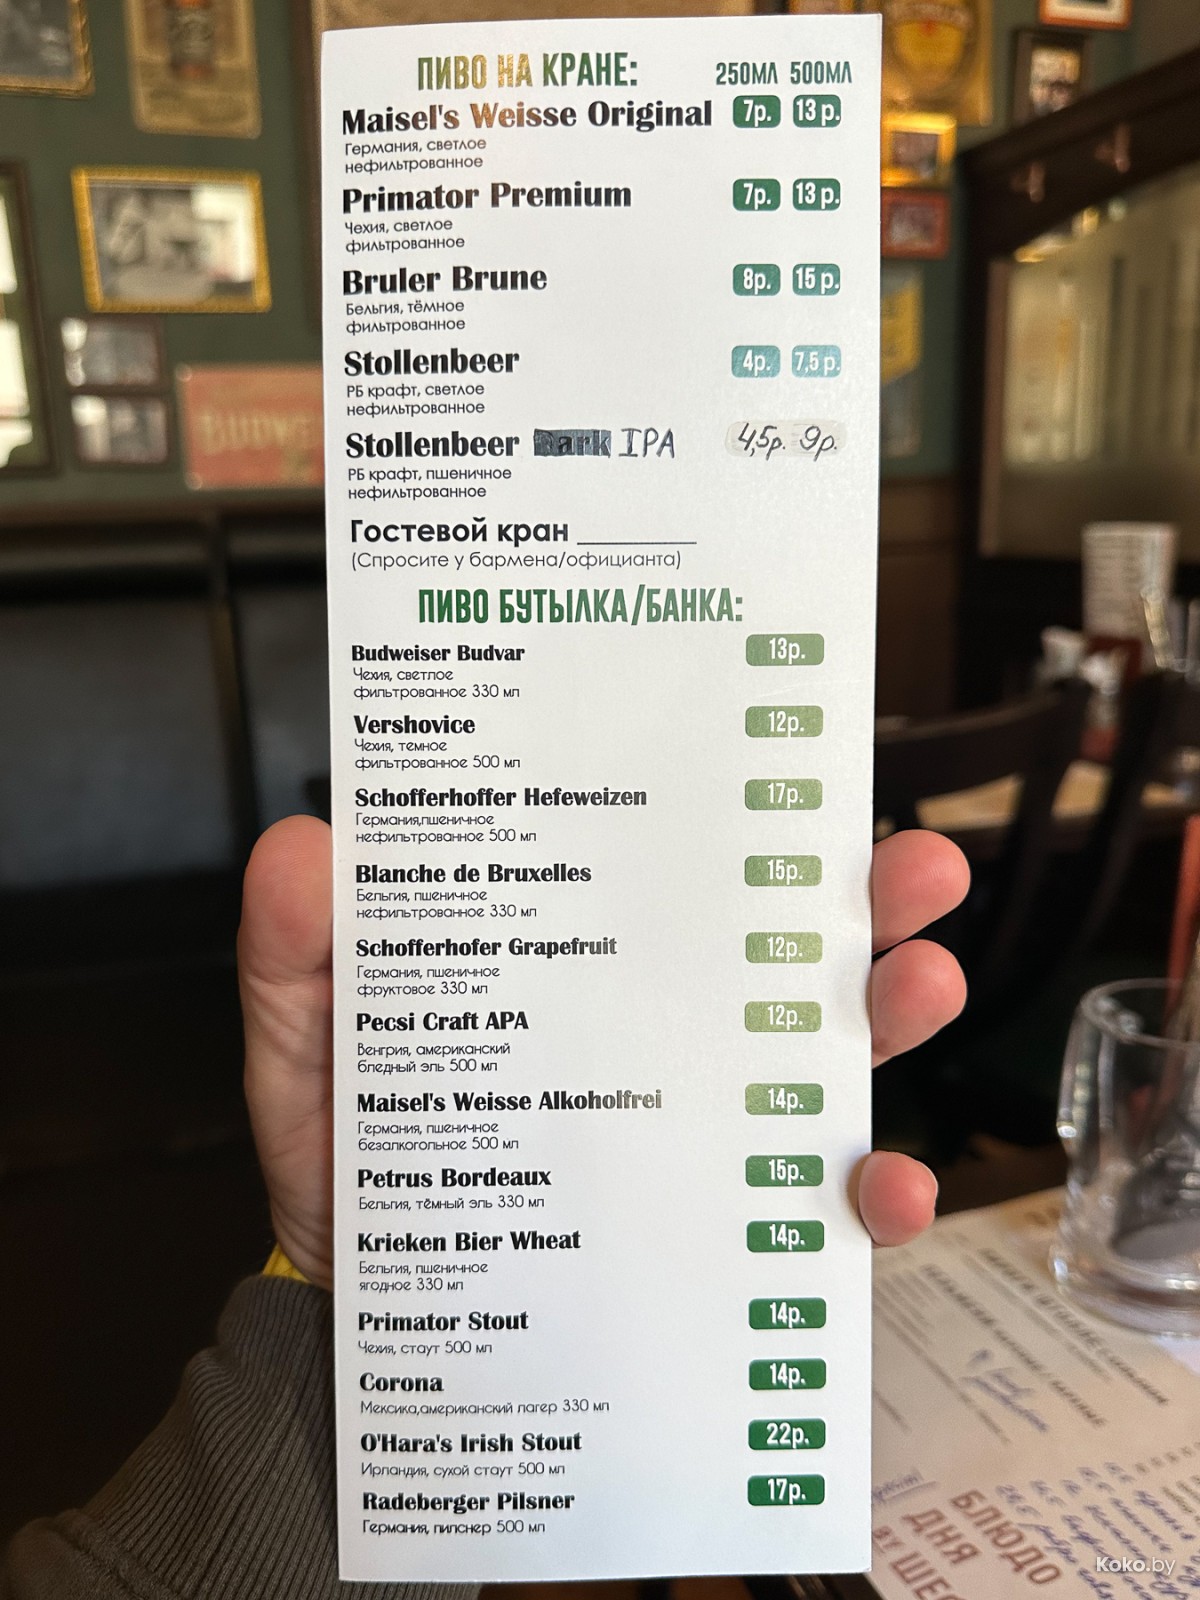 ПИВО НА КРАНЕ: 250МЛ 500МЛ
Maisel's Weisse Original 7р. 13 р.
Германия, светлое
нефильтрованное
Primator Premium 7р. 13 р.
Чехия, светлое
фильтрованное
Bruler Brune 8р. 15 р.
Бельгия, тёмное
фильтрованное
Stollenbeer 4р. 7,5 р.
РБ крафт, светлое
нефильтрованное
Stollenbeer Dark IPA 4,5р. 9р.
РБ крафт, пшеничное
нефильтрованное
Гостевой кран ________
(Спросите у бармена/официанта)
ПИВО БУТЫЛКА/БАНКА:
Budweiser Budvar 13р.
Чехия, светлое
фильтрованное 330 мл
Vershovice 12р.
Чехия, темное
фильтрованное 500 мл
Schofferhoffer Hefeweizen 17р.
Германия,пшеничное
нефильтрованное 500 мл
Blanche de Bruxelles 15р.
Бельгия, пшеничное
нефильтрованное 330 мл
Schofferhofer Grapefruit 12р.
Германия, пшеничное
фруктовое 330 мл
Pecsi Craft APA 12р.
Венгрия, американский
бледный эль 500 мл
Maisel's Weisse Alkoholfrei 14р.
Германия, пшеничное
безалкогольное 500 мл
Petrus Bordeaux 15р.
Бельгия, тёмный эль 330 мл
Krieken Bier Wheat 14р.
Бельгия, пшеничное
ягодное 330 мл
Primator Stout 14р.
Чехия, стаут 500 мл
Corona 14р.
Мексика,американский лагер 330 мл
O'Hara's Irish Stout 22р.
Ирландия, сухой стаут 500 мл
Radeberger Pilsner 17р.
Германия, пилснер 500 мл
БЛЮДО
ДНЯ
Koko.by